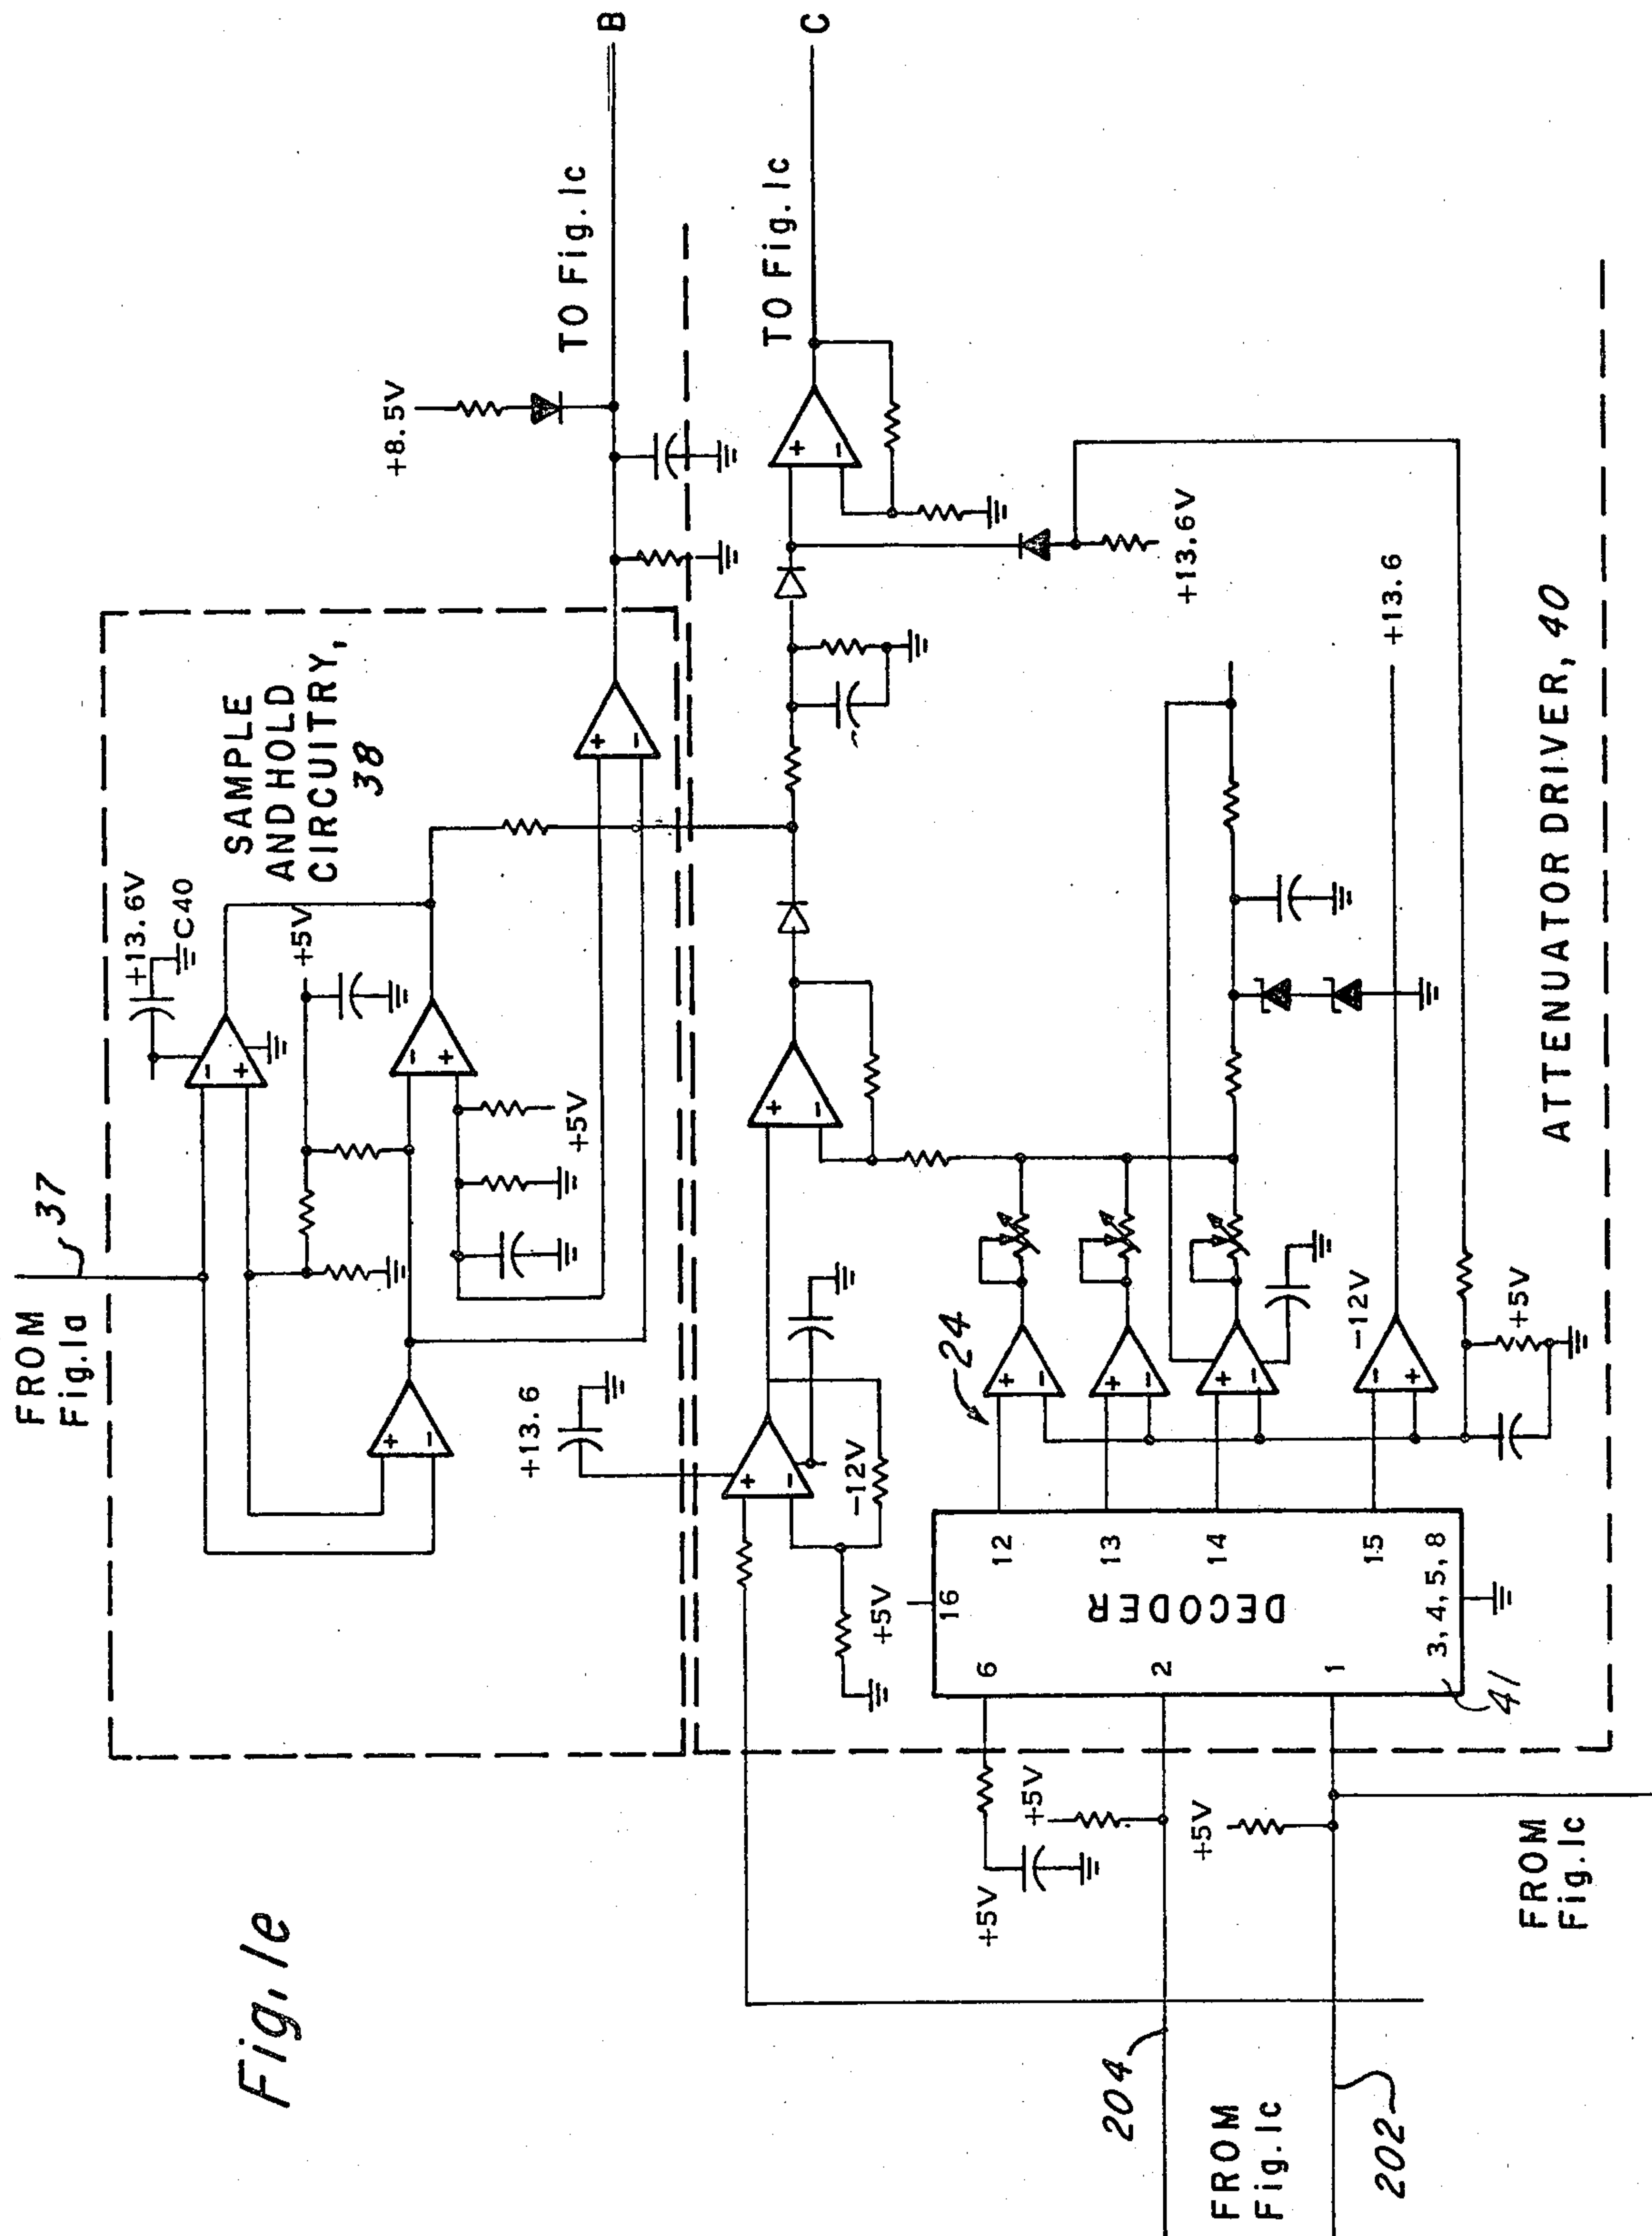 Fig. 1e
FROM
Fig.1a
37
+13.6V
C40
SAMPLE
AND HOLD
CIRCUITRY,
38
+5V
-
+
-
+
+5V
+
-
+
-
+8.5V
TO Fig. 1c
B
+13.6
+
-
-12V
+
-
+
-
TO Fig. 1c
C
+13.6V
24
+
-
+
-
+
-
-
+
-12V
+13.6
+5V
+5V
16
6
2
1
12
13
14
15
DECODER
3,4,5,8
41
+5V
+5V
+5V
ATTENUATOR DRIVER, 40
204
202
FROM
Fig.1c
FROM
Fig.1c